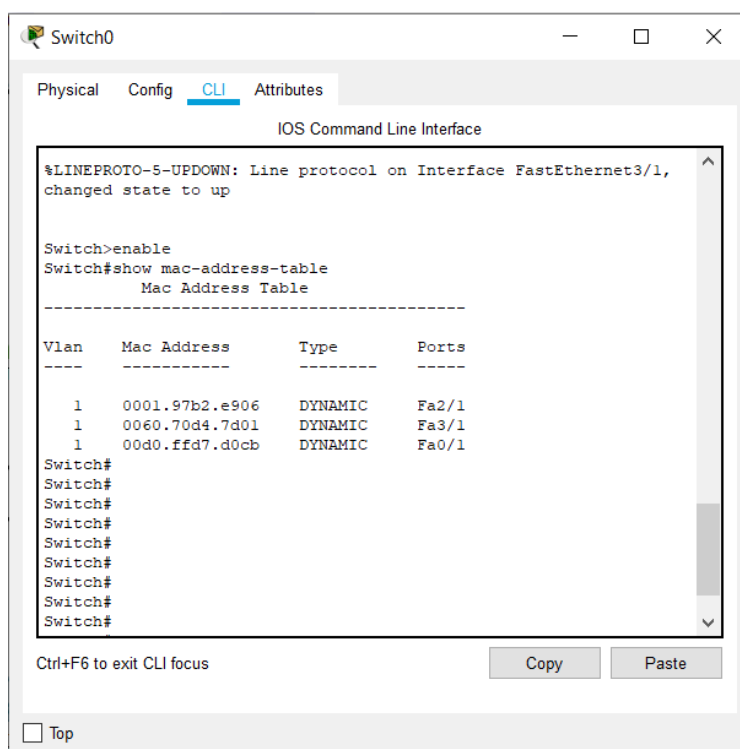 Switch0
Physical Config CLI Attributes
IOS Command Line Interface
%LINEPROTO-5-UPDOWN: Line protocol on Interface FastEthernet3/1,
changed state to up
Switch>enable
Switch#show mac-address-table
Mac Address Table
-------------------------------------------
Vlan Mac Address Type Ports
---- ----------- -------- -----
1 0001.97b2.e906 DYNAMIC Fa2/1
1 0060.70d4.7d01 DYNAMIC Fa3/1
1 00d0.ffd7.d0cb DYNAMIC Fa0/1
Switch#
Switch#
Switch#
Switch#
Switch#
Switch#
Switch#
Switch#
Switch#
Ctrl+F6 to exit CLI focus
Copy Paste
Top